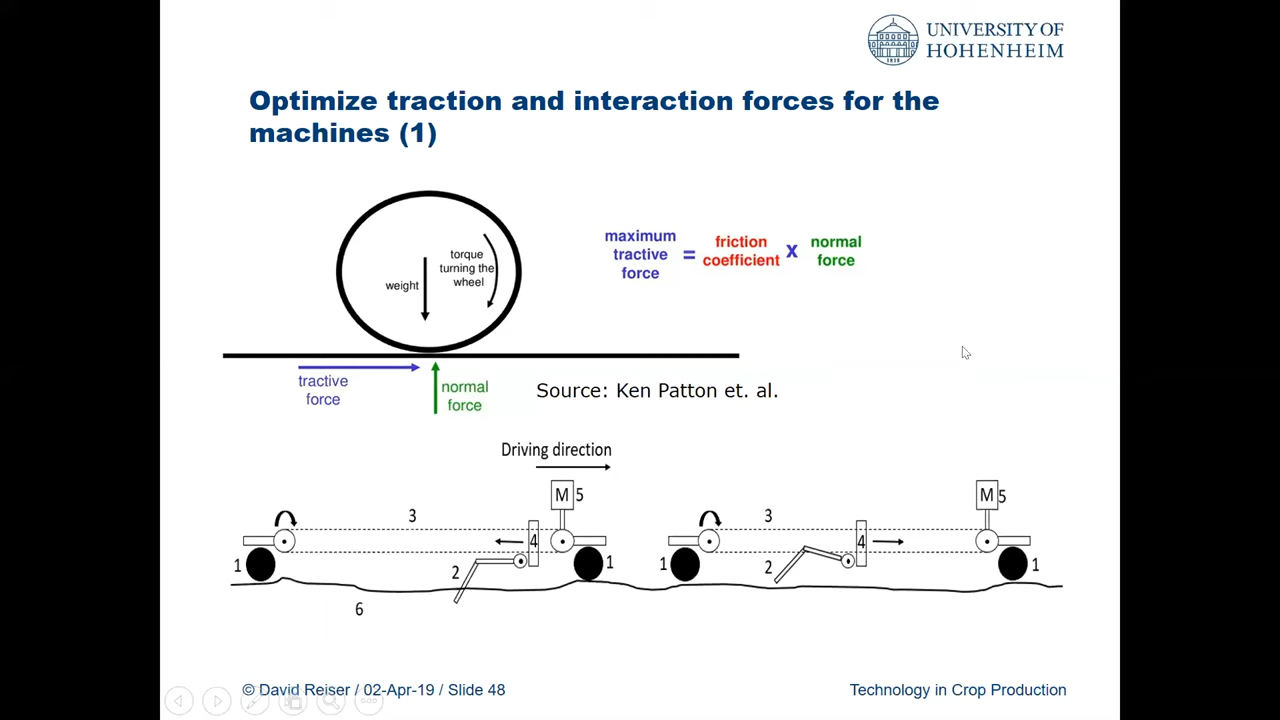 UNIVERSITY OF
HOHENHEIM
Optimize traction and interaction forces for the
machines (1)
torque
turning the
wheel
weight
maximum
tractive
force
=
friction
coefficient
x
normal
force
tractive
force
normal
force
Source: Ken Patton et. al.
Driving direction
M 5
3
4
1
2
1
6
M 5
3
4
1
2
1
© David Reiser / 02-Apr-19 / Slide 48
Technology in Crop Production